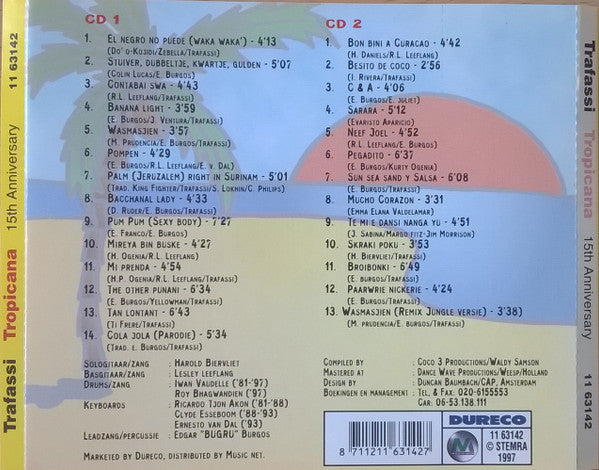 Trafassi Tropicana 15th Anniversary 11 63142
CD 1
1. El negro no puede (Waka Waka') - 4'13
(Do' o-Kojidi/Zebella/Trafassi)
2. Stuiver, dubbeltje, kwartje, gulden - 5'07
(Colin Lucas/E. Burgos)
3. Contabai swa - 4'43
(R.L. Leeflang/Trafassi)
4. Banana light - 3'59
(E. Burgos/J. Ventura/Trafassi)
5. Wasmasjien - 3'57
(M. Prudencia/E. Burgos/Trafassi)
6. Pompen - 4'29
(E. Burgos/R.L. Leeflang/E. v. Dal)
7. Palm (Jeruzalem) right in Surinam - 5'01
(Trad. King Fighter/Trafassi/S. Lokhin/C. Philips)
8. Bacchanal lady - 4'33
(D. Ruder/E. Burgos/Trafassi)
9. Pum Pum (Sexy body) - 7'27
(E. Franco/E. Burgos)
10. Mireya bin buske - 4'27
(H. Ogenia/R.L. Leeflang)
11. Mi prenda - 4'54
(H.P. Ogenia/R.L. Leeflang/Trafassi)
12. The other punani - 6'34
(E. Burgos/Yellowman/Trafassi)
13. Tan lontant - 6'43
(Ti Frere/Trafassi)
14. Cola jola (Parodie) - 5'34
(Trad. e. Burgos/Trafassi)
CD 2
1. Bon bini a Curacao - 4'42
(H. Daniels/R.L. Leeflang)
2. Besito de coco - 2'56
(I. Rivera/Trafassi)
3. C & A - 4'06
(E. Burgos/E. Juliet)
4. Sarara - 5'12
(Evaristo Aparicio)
5. Neef Joel - 4'52
(R.L. Leeflang/E. Burgos)
6. Pegadito - 6'37
(E. Burgos/Kurty Ogenia)
7. Sun sea sand y Salsa - 6'08
(E. Burgos/Trafassi)
8. Mucho Corazon - 3'31
(Emma Elana Valdelamar)
9. Te mi e dansi nanga yu - 4'51
(J. Sabina/Margo fitz-Jim Morrison)
10. Skraki poku - 3'53
(H. Biervliet/Trafassi)
11. Broibonki - 6'49
(E. burgos/Trafassi)
12. Paarwrie nickerie - 4'24
(E. Burgos/Trafassi)
13. Wasmasjien (Remix Jungle versie) - 3'38)
(M. prudencia/E. Burgos/Trafassi)
Sologitaar/zang : Harold Biervliet
Basgitaar/zang : Lesley Leeflang
Drums/zang : Iwan Vaudelle ('81-'97)
Roy Bhagwandien ('97)
Keyboards : Ricardo Tjon Akon ('81-'88)
Clyde Esseboom ('88-'93)
Ernesto van Dal ('93)
Leadzang/percussie : Edgar "BUGRU" Burgos
Marketed by Dureco, distributed by Music net.
Compiled by : Coco 3 Productions/Waldy Samson
Mastered at : Dance Wave Productions/Weesp/Holland
Design by : Duncan Baumbach/CAP, Amsterdam
Boekingen en management : Tel. & Fax: 020-6155553
Car: 06-53.138.111
DURECO
11 63142
© STEMRA
1997
8 711211 631427
Trafassi Tropicana 15th Anniversary 11 63142